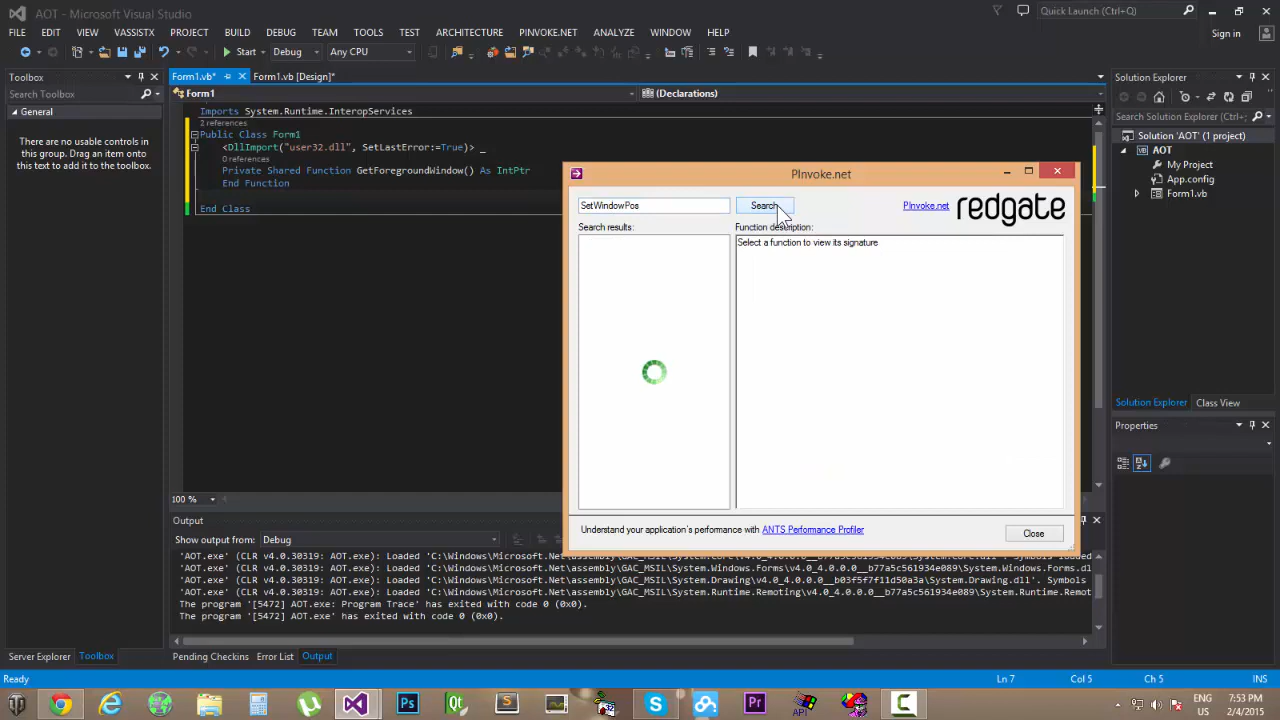 AOT - Microsoft Visual Studio
Quick Launch (Ctrl+Q)
FILE EDIT VIEW VASSISTX PROJECT BUILD DEBUG TEAM TOOLS TEST ARCHITECTURE PINVOKE.NET ANALYZE WINDOW HELP
Sign in
Start Debug Any CPU
Toolbox
Search Toolbox
General
There are no usable controls in
this group. Drag an item onto
this text to add it to the toolbox.
Form1.vb*
Form1.vb [Design]*
Form1
(Declarations)
Imports System.Runtime.InteropServices
2 references
Public Class Form1
<DllImport("user32.dll", SetLastError:=True)> _
0 references
Private Shared Function GetForegroundWindow() As IntPtr
End Function
End Class
100 %
PInvoke.net
SetWindowPos
Search
PInvoke.net
redgate
Search results:
Function description:
Select a function to view its signature
Understand your application's performance with ANTS Performance Profiler
Close
Solution Explorer
Search Solution Explorer (Ctrl+;)
Solution 'AOT' (1 project)
AOT
My Project
App.config
Form1.vb
Solution Explorer Class View
Properties
Output
Show output from: Debug
'AOT.exe' (CLR v4.0.30319: AOT.exe): Loaded
'AOT.exe' (CLR v4.0.30319: AOT.exe): Loaded 'C:\Windows\Microsoft.Net\assembly\GAC_MSIL\System.Windows.Forms\v4.0_4.0.0.0__b77a5c561934e089\System.Windows.Forms.dl
'AOT.exe' (CLR v4.0.30319: AOT.exe): Loaded 'C:\Windows\Microsoft.Net\assembly\GAC_MSIL\System.Drawing\v4.0_4.0.0.0__b03f5f7f11d50a3a\System.Drawing.dll'. Symbols
'AOT.exe' (CLR v4.0.30319: AOT.exe): Loaded 'C:\Windows\Microsoft.Net\assembly\GAC_MSIL\System.Runtime.Remoting\v4.0_4.0.0.0__b77a5c561934e089\System.Runtime.Remot
The program '[5472] AOT.exe: Program Trace' has exited with code 0 (0x0).
The program '[5472] AOT.exe' has exited with code 0 (0x0).
Server Explorer Toolbox
Pending Checkins Error List Output
Ready
Ln 7 Col 5 Ch 5 INS
Ps
Qt
Pr
API
ENG
US
7:53 PM
2/4/2015